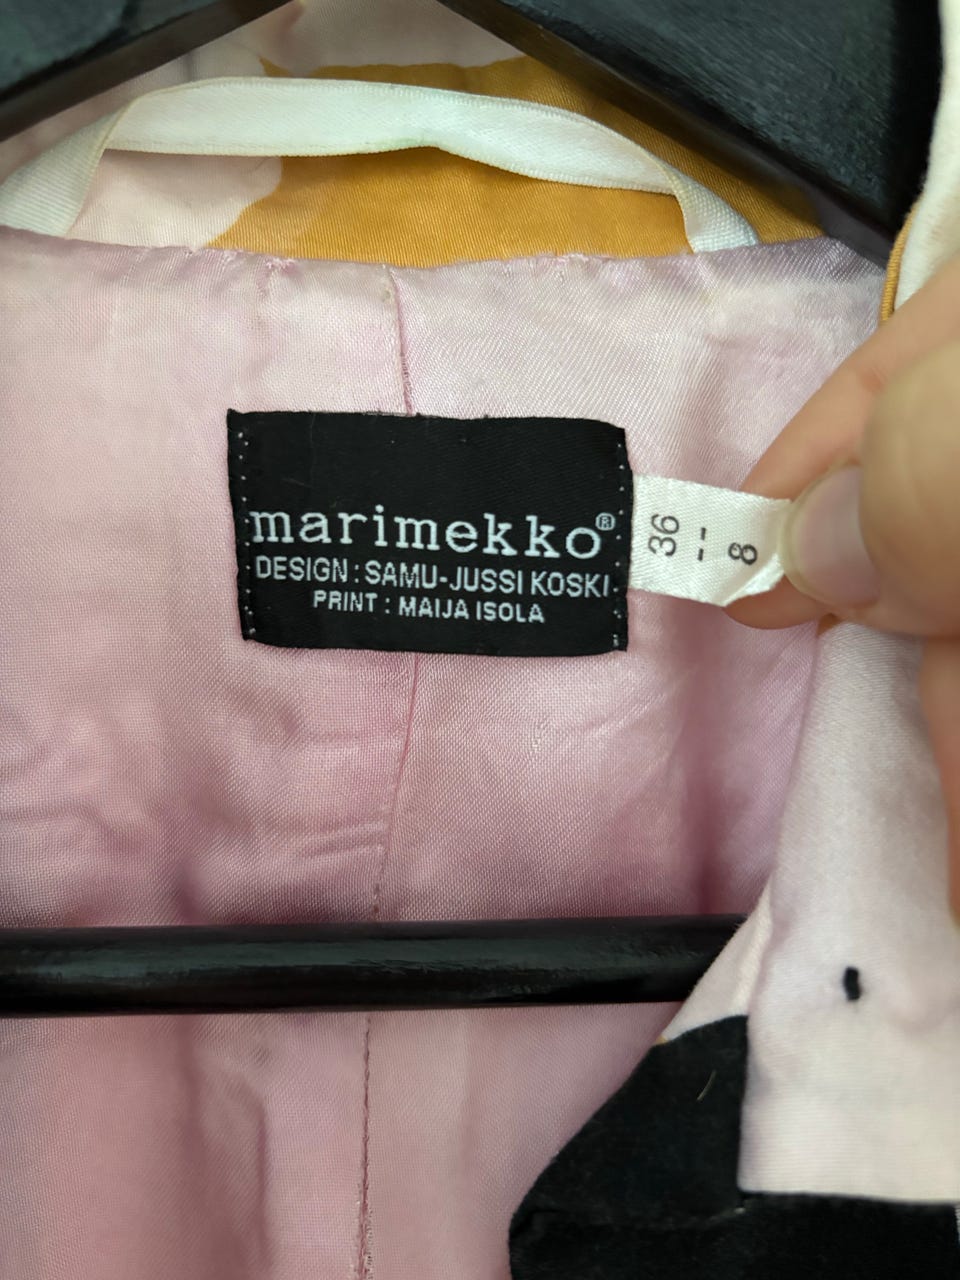 marimekko®
DESIGN : SAMU-JUSSI KOSKI
PRINT : MAIJA ISOLA
36
--
8